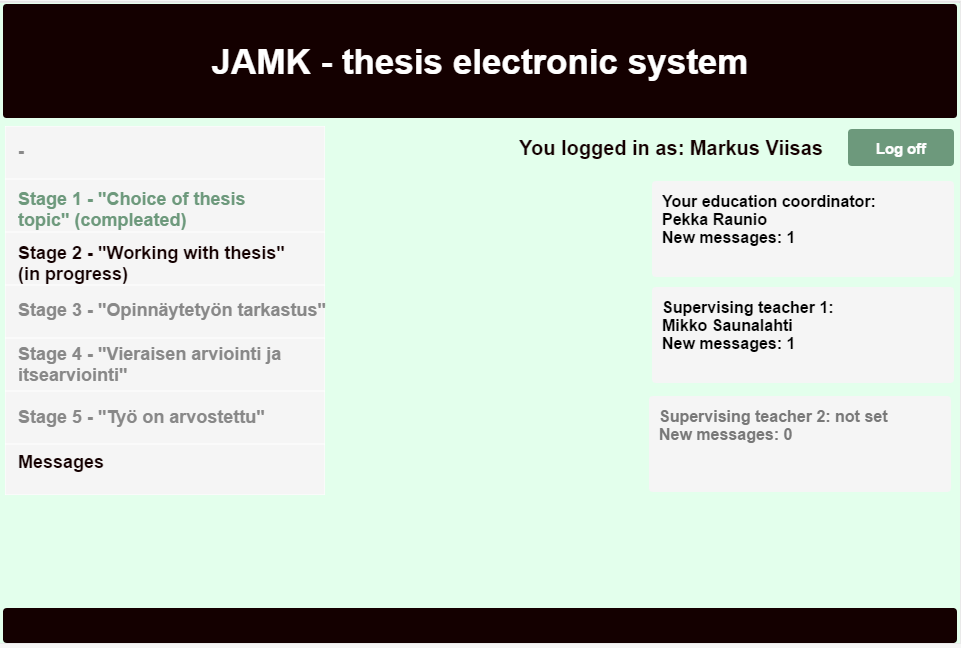 JAMK - thesis electronic system
-
You logged in as: Markus Viisas
Log off
Stage 1 - "Choice of thesis
topic" (compleated)
Stage 2 - "Working with thesis"
(in progress)
Stage 3 - "Opinnäytetyön tarkastus"
Stage 4 - "Vieraisen arviointi ja
itsearviointi"
Stage 5 - "Työ on arvostettu"
Messages
Your education coordinator:
Pekka Raunio
New messages: 1
Supervising teacher 1:
Mikko Saunalahti
New messages: 1
Supervising teacher 2: not set
New messages: 0